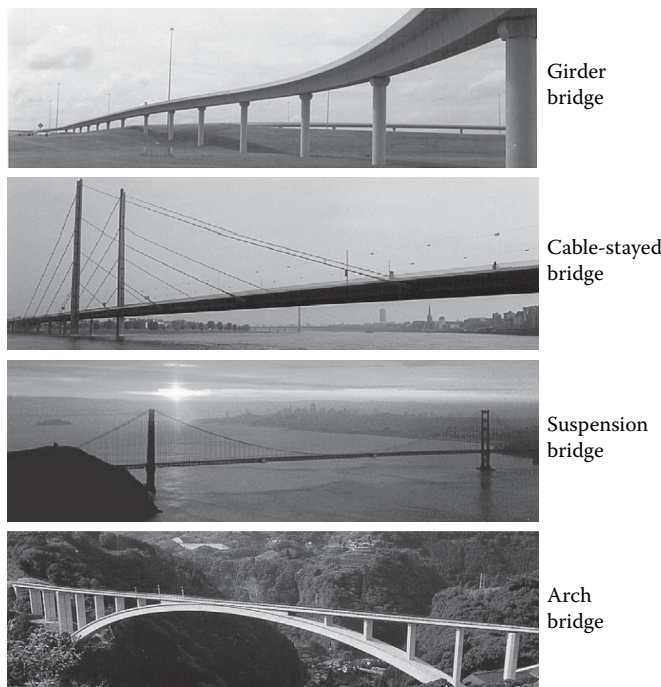 Girder
bridge
Cable-stayed
bridge
Suspension
bridge
Arch
bridge